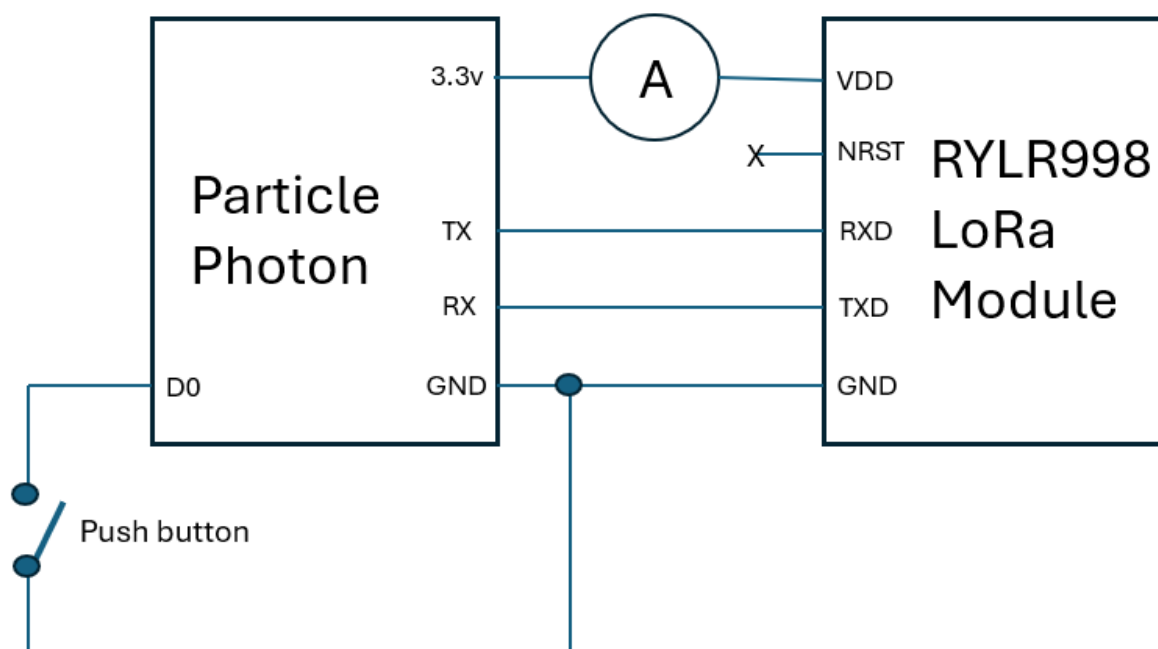 3.3v
A
VDD
X
NRST
RYLR998
LoRa
Module
Particle
Photon
TX
RXD
RX
TXD
D0
GND
GND
Push button